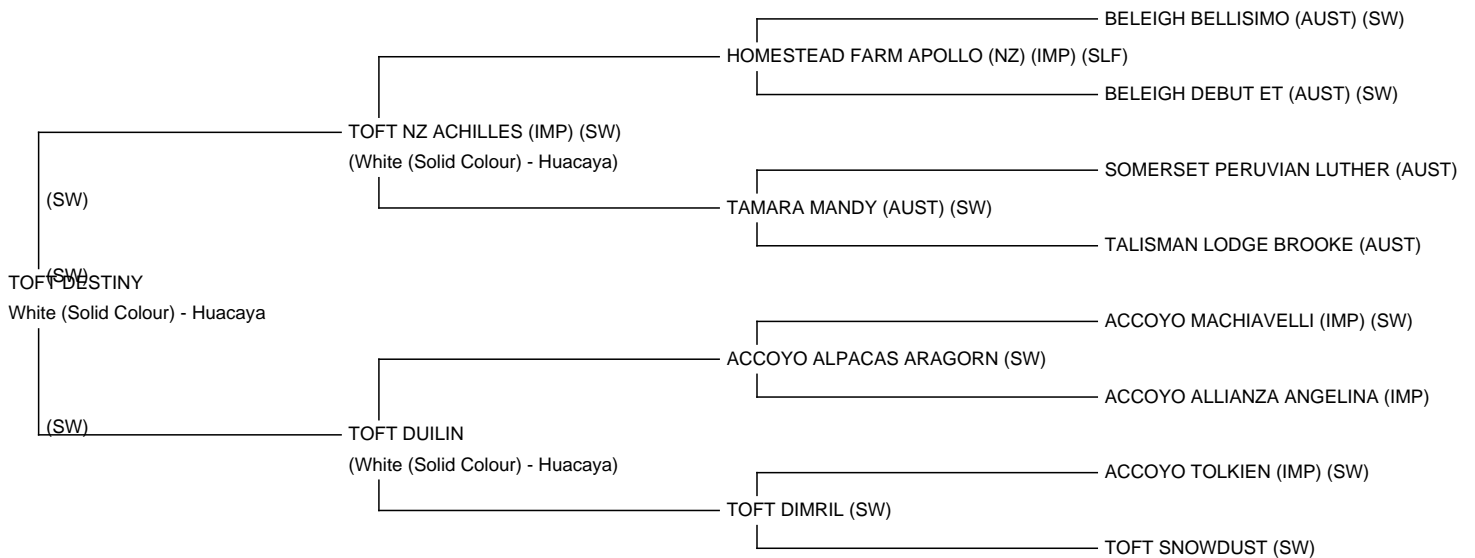 BELEIGH BELLISIMO (AUST) (SW)
HOMESTEAD FARM APOLLO (NZ) (IMP) (SLF)
BELEIGH DEBUT ET (AUST) (SW)
TOFT NZ ACHILLES (IMP) (SW)
(White (Solid Colour) - Huacaya)
SOMERSET PERUVIAN LUTHER (AUST)
(SW)
TAMARA MANDY (AUST) (SW)
TALISMAN LODGE BROOKE (AUST)
(SW)
TOFT DESTINY
White (Solid Colour) - Huacaya
ACCOYO MACHIAVELLI (IMP) (SW)
ACCOYO ALPACAS ARAGORN (SW)
ACCOYO ALLIANZA ANGELINA (IMP)
(SW)
TOFT DUILIN
(White (Solid Colour) - Huacaya)
ACCOYO TOLKIEN (IMP) (SW)
TOFT DIMRIL (SW)
TOFT SNOWDUST (SW)